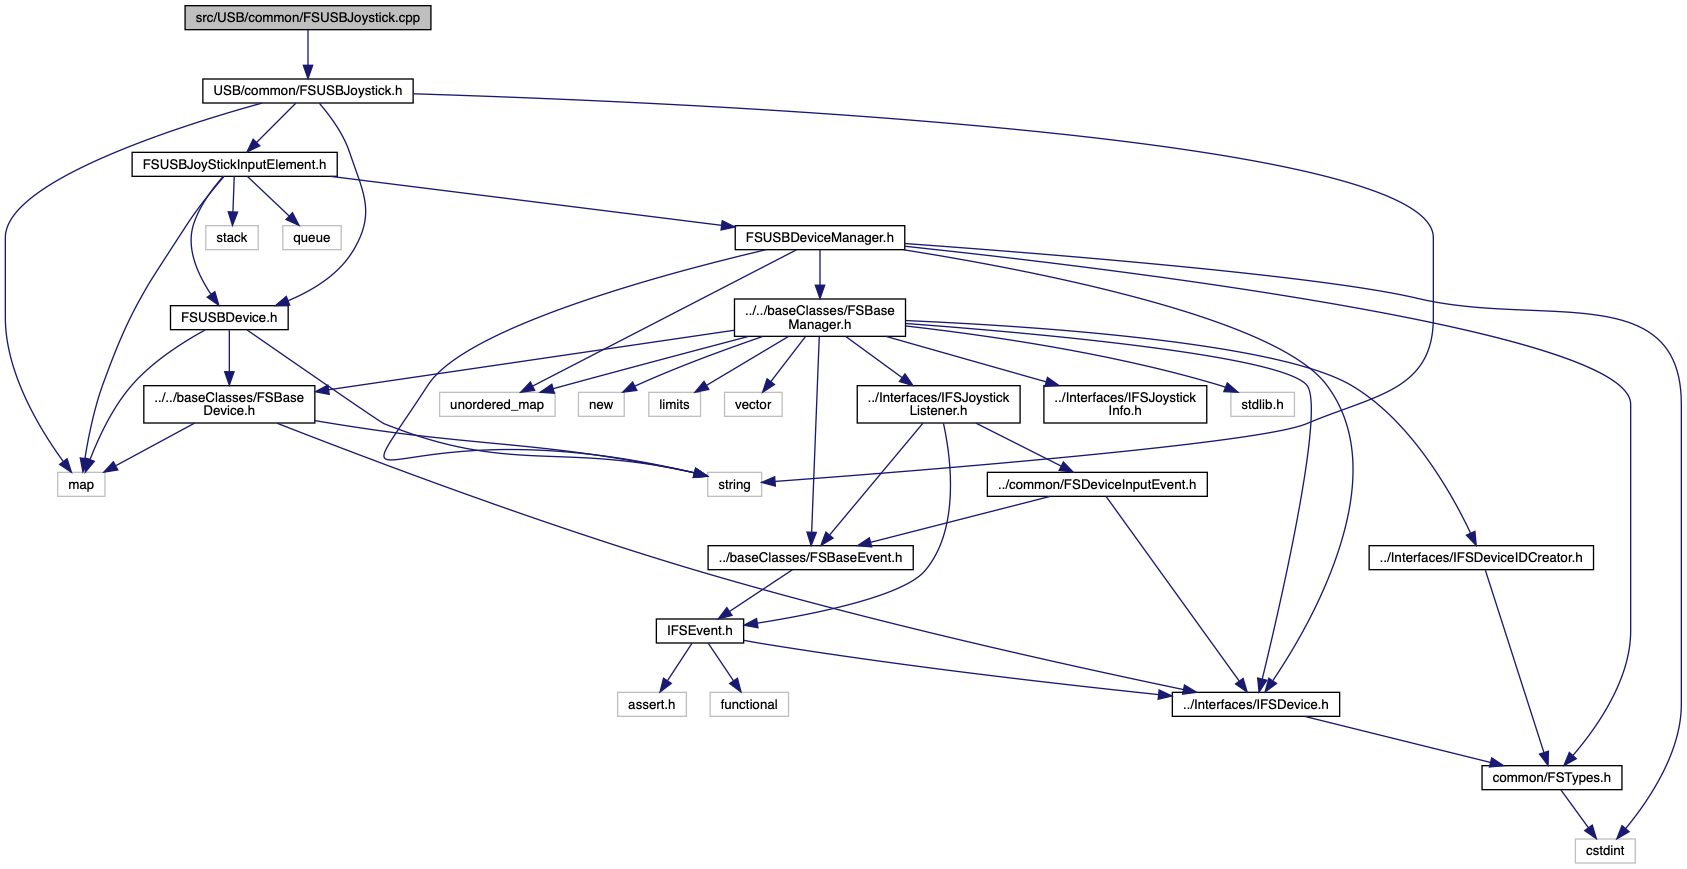 src/USB/common/FSUSBJoystick.cpp
USB/common/FSUSBJoystick.h
FSUSBJoyStickInputElement.h
stack
queue
FSUSBDeviceManager.h
FSUSBDevice.h
../../baseClasses/FSBase
Manager.h
../../baseClasses/FSBase
Device.h
unordered_map
new
limits
vector
../Interfaces/IFSJoystick
Listener.h
../Interfaces/IFSJoystick
Info.h
stdlib.h
map
string
../common/FSDeviceInputEvent.h
../baseClasses/FSBaseEvent.h
../Interfaces/IFSDeviceIDCreator.h
IFSEvent.h
assert.h
functional
../Interfaces/IFSDevice.h
common/FSTypes.h
cstdint